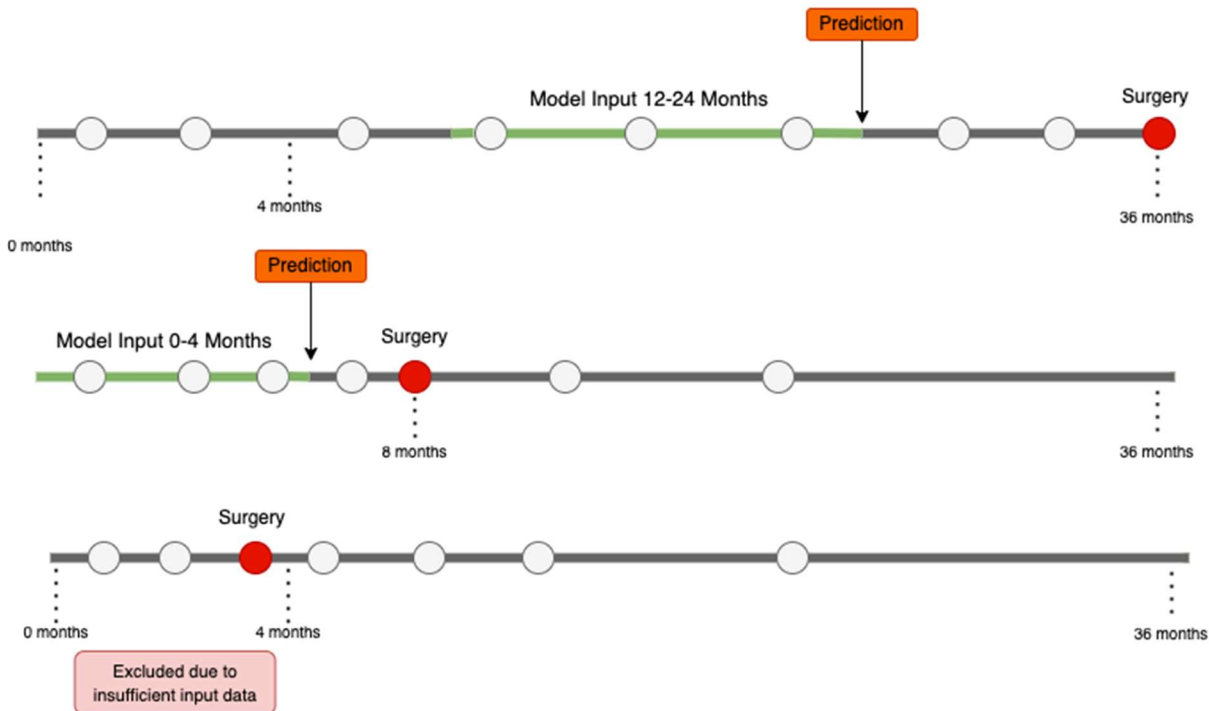 Prediction
Model Input 12-24 Months
Surgery
4 months
36 months
0 months
Prediction
Model Input 0-4 Months
Surgery
8 months
36 months
Surgery
0 months
4 months
36 months
Excluded due to
insufficient input data